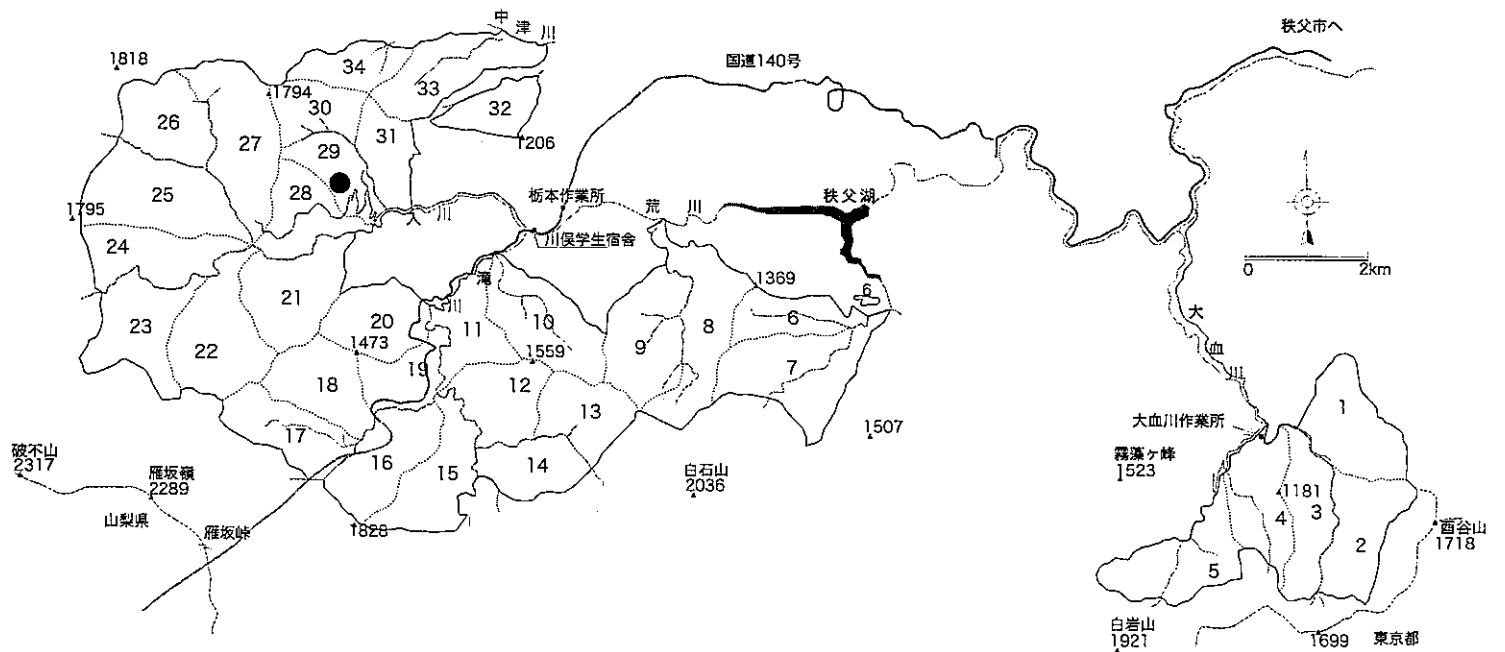 中津川
秩父市へ
1818
国道140号
34
33
1794
30
32
26
27
31
1206
29
25
28
栃本作業所
荒川
秩父湖
入川
1795
川俣学生宿舎
24
0 2km
滝川
1369
6
21
大血川
23
20
11
10
8
6
22
1473
9
7
1559
18
19
12
1
13
17
1507
大血川作業所
破不山
2317
雁坂嶺
2289
16
15
14
白石山
2036
霧藻ヶ峰
1523
1181
4
3
2
酉谷山
1718
山梨県
雁坂峠
1828
5
白岩山
1921
1699
東京都